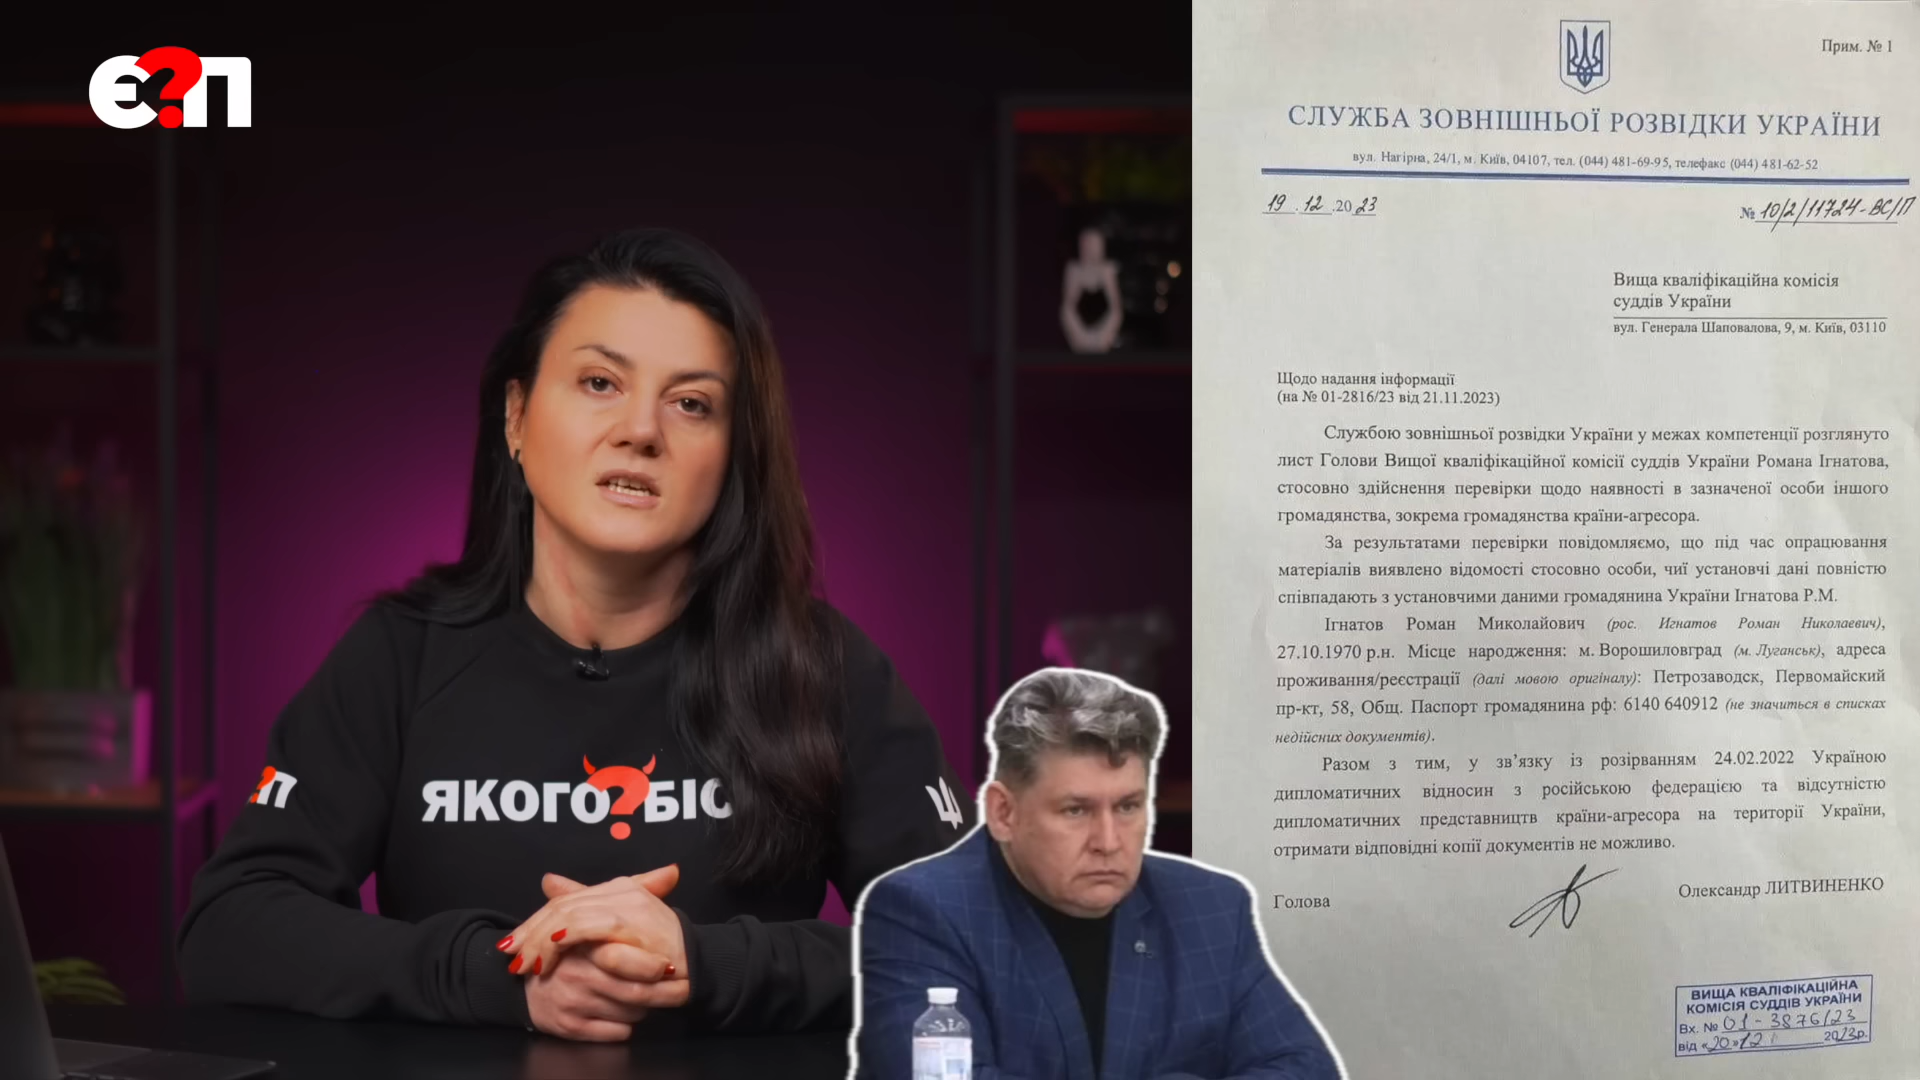 Є?П
ЯКОГО?БІС
?П
Прим. № 1
СЛУЖБА ЗОВНІШНЬОЇ РОЗВІДКИ УКРАЇНИ
вул. Нагірна, 24/1, м. Київ, 04107, тел. (044) 481-69-95, телефакс (044) 481-62-52
19 . 12 .20 23
№ 10/2/11724-ВС/П
Вища кваліфікаційна комісія
суддів України
вул. Генерала Шаповалова, 9, м. Київ, 03110
Щодо надання інформації
(на № 01-2816/23 від 21.11.2023)
Службою зовнішньої розвідки України у межах компетенції розглянуто
лист Голови Вищої кваліфікаційної комісії суддів України Романа Ігнатова,
стосовно здійснення перевірки щодо наявності в зазначеної особи іншого
громадянства, зокрема громадянства країни-агресора.
За результатами перевірки повідомляємо, що під час опрацювання
матеріалів виявлено відомості стосовно особи, чиї установчі дані повністю
співпадають з установчими даними громадянина України Ігнатова Р.М.
Ігнатов Роман Миколайович (рос. Игнатов Роман Николаевич),
27.10.1970 р.н. Місце народження: м. Ворошиловград (м. Луганськ), адреса
проживання/реєстрації (далі мовою оригіналу): Петрозаводск, Первомайский
пр-кт, 58, Общ. Паспорт громадянина рф: 6140 640912 (не значиться в списках
недійсних документів).
Разом з тим, у зв’язку із розірванням 24.02.2022 Україною
дипломатичних відносин з російською федерацією та відсутністю
дипломатичних представництв країни-агресора на території України,
отримати відповідні копії документів не можливо.
Голова
Олександр ЛИТВИНЕНКО
ВИЩА КВАЛІФІКАЦІЙНА
КОМІСІЯ СУДДІВ УКРАЇНИ
Вх. № 01-3876/23
від «20» 12 2023р.